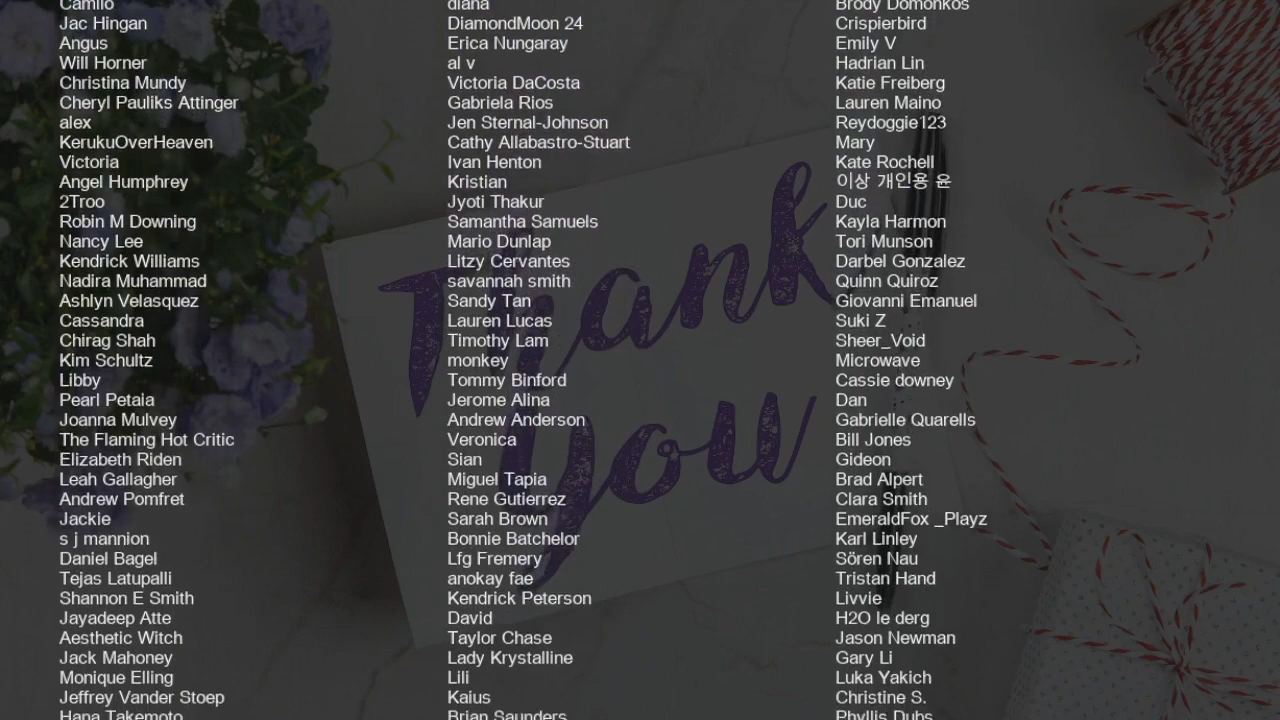 Camilo
Jac Hingan
Angus
Will Horner
Christina Mundy
Cheryl Pauliks Attinger
alex
KerukuOverHeaven
Victoria
Angel Humphrey
2Troo
Robin M Downing
Nancy Lee
Kendrick Williams
Nadira Muhammad
Ashlyn Velasquez
Cassandra
Chirag Shah
Kim Schultz
Libby
Pearl Petaia
Joanna Mulvey
The Flaming Hot Critic
Elizabeth Riden
Leah Gallagher
Andrew Pomfret
Jackie
s j mannion
Daniel Bagel
Tejas Latupalli
Shannon E Smith
Jayadeep Atte
Aesthetic Witch
Jack Mahoney
Monique Elling
Jeffrey Vander Stoep
Hana Takemoto
diana
DiamondMoon 24
Erica Nungaray
al v
Victoria DaCosta
Gabriela Rios
Jen Sternal-Johnson
Cathy Allabastro-Stuart
Ivan Henton
Kristian
Jyoti Thakur
Samantha Samuels
Mario Dunlap
Litzy Cervantes
savannah smith
Sandy Tan
Lauren Lucas
Timothy Lam
monkey
Tommy Binford
Jerome Alina
Andrew Anderson
Veronica
Sian
Miguel Tapia
Rene Gutierrez
Sarah Brown
Bonnie Batchelor
Lfg Fremery
anokay fae
Kendrick Peterson
David
Taylor Chase
Lady Krystalline
Lili
Kaius
Brian Saunders
Brody Domonkos
Crispierbird
Emily V
Hadrian Lin
Katie Freiberg
Lauren Maino
Reydoggie123
Mary
Kate Rochell
이상 개인용 윤
Duc
Kayla Harmon
Tori Munson
Darbel Gonzalez
Quinn Quiroz
Giovanni Emanuel
Suki Z
Sheer_Void
Microwave
Cassie downey
Dan
Gabrielle Quarells
Bill Jones
Gideon
Brad Alpert
Clara Smith
EmeraldFox _Playz
Karl Linley
Sören Nau
Tristan Hand
Livvie
H2O le derg
Jason Newman
Gary Li
Luka Yakich
Christine S.
Phyllis Dubs
Thank
you